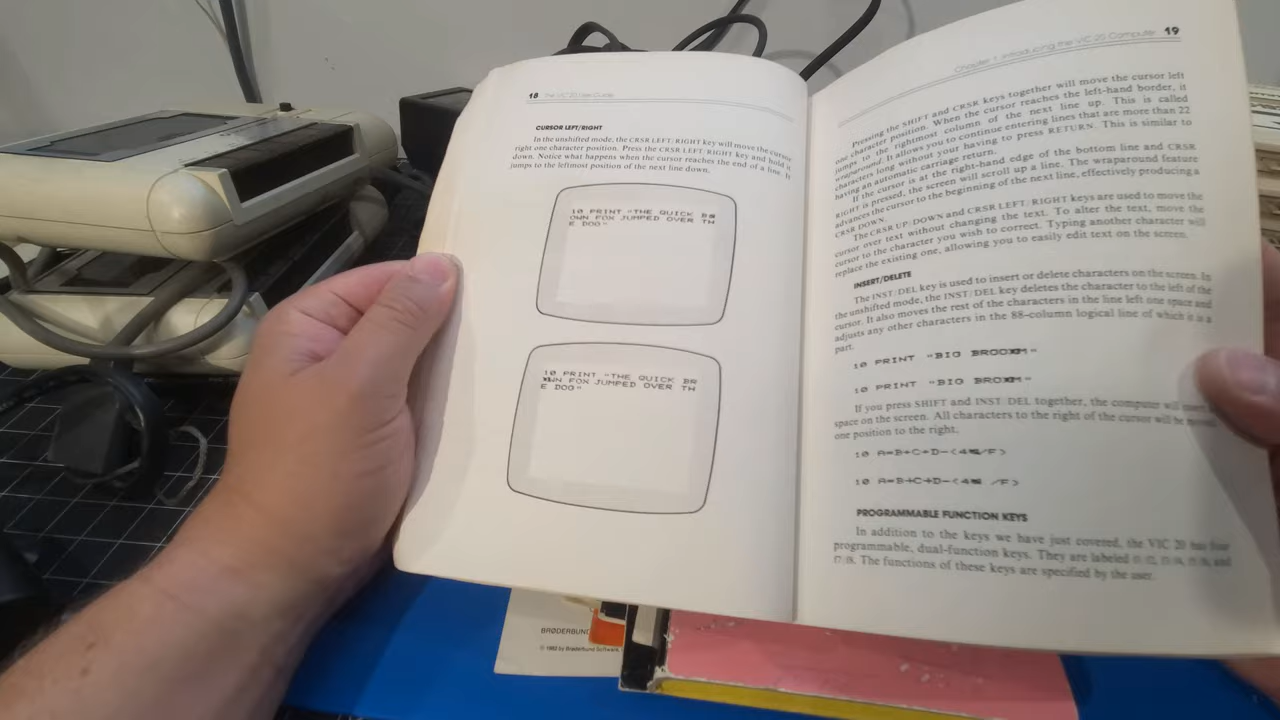 18 The VIC 20 User Guide
CURSOR LEFT/RIGHT
In the unshifted mode, the CRSR LEFT/RIGHT key will move the cursor
right one character position. Press the CRSR LEFT/RIGHT key and hold it
down. Notice what happens when the cursor reaches the end of a line. It
jumps to the leftmost position of the next line down.
10 PRINT "THE QUICK BR
OWN FOX JUMPED OVER TH
E DOG"
10 PRINT "THE QUICK BR
WN FOX JUMPED OVER TH
E DOG"
Chapter 1: Introducing the VIC 20 Computer 19
Pressing the SHIFT and CRSR keys together will move the cursor left
one character position. When the cursor reaches the left-hand border, it
jumps to the rightmost column of the next line up. This is called
wraparound. It allows you to continue entering lines that are more than 22
characters long without your having to press RETURN. This is similar to
having an automatic carriage return.
If the cursor is at the right-hand edge of the bottom line and CRSR
RIGHT is pressed, the screen will scroll up a line. The wraparound feature
advances the cursor to the beginning of the next line, effectively producing a
CRSR DOWN.
The CRSR UP/DOWN and CRSR LEFT/RIGHT keys are used to move the
cursor over text without changing the text. To alter the text, move the
cursor to the character you wish to correct. Typing another character will
replace the existing one, allowing you to easily edit text on the screen.
INSERT/DELETE
The INST/DEL key is used to insert or delete characters on the screen. In
the unshifted mode, the INST/DEL key deletes the character to the left of the
cursor. It also moves the rest of the characters in the line left one space and
adjusts any other characters in the 88-column logical line of which it is a
part.
10 PRINT "BIG
10 PRINT "BIG
If you press SHIFT and INST/DEL together, the computer will insert a
space on the screen. All characters to the right of the cursor will be moved
one position to the right.
10 A=B+C+D-(4 /F)
10 A=B+C+D-(4 /F)
PROGRAMMABLE FUNCTION KEYS
In addition to the keys we have just covered, the VIC 20 has four
programmable, dual-function keys. They are labeled f1/f2, f3/f4, f5/f6, and
f7/f8. The functions of these keys are specified by the user.
BRØDERBUND
© 1982 by Brøderbund Software,